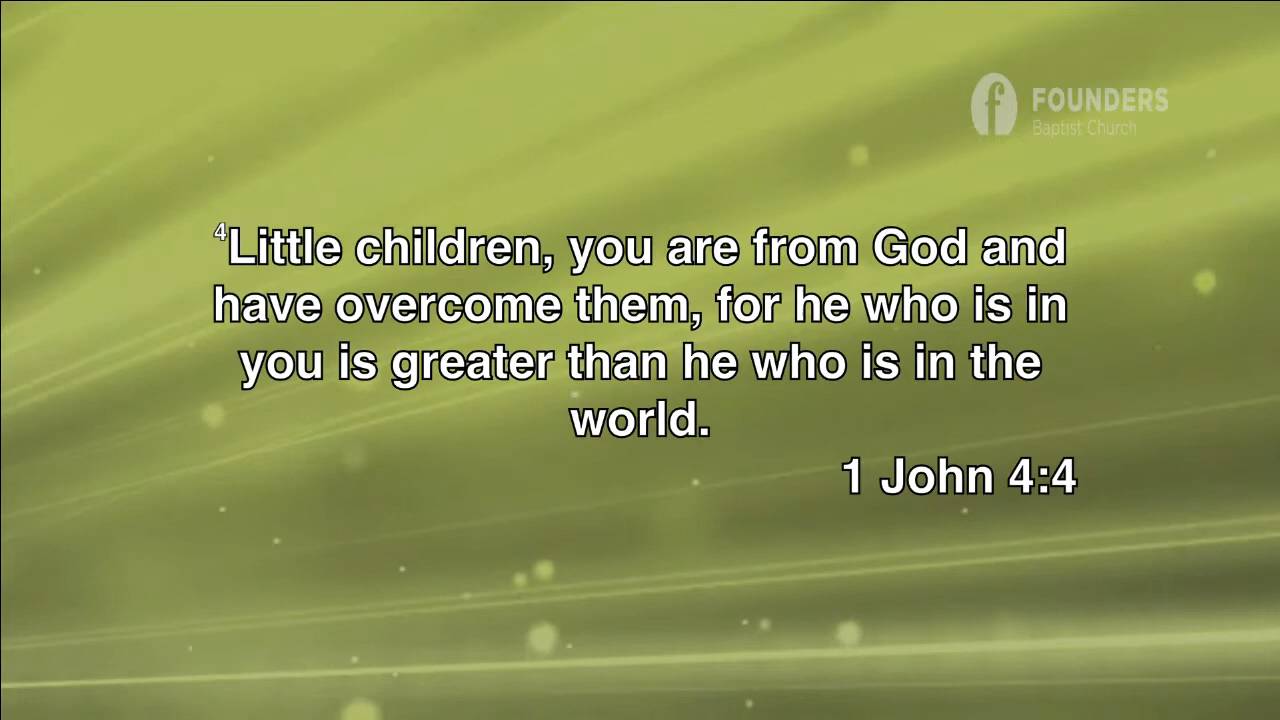 FOUNDERS
Baptist Church
⁴Little children, you are from God and
have overcome them, for he who is in
you is greater than he who is in the
world.
1 John 4:4